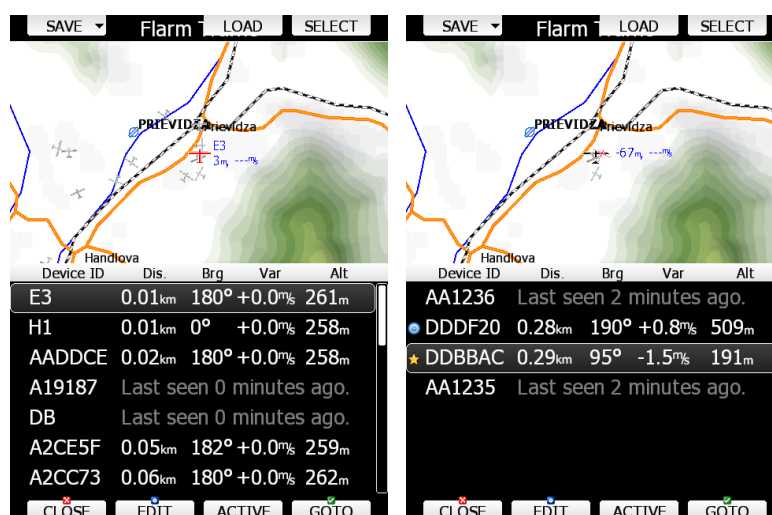 SAVE Flarm LOAD SELECT
PRIEVIDZA Prievidza
E3
3m, ---m/s
Handlova
Device ID Dis. Brg Var Alt
E3 0.01km 180° +0.0m/s 261m
H1 0.01km 0° +0.0m/s 258m
AADDCE 0.02km 180° +0.0m/s 258m
A19187 Last seen 0 minutes ago.
DB Last seen 0 minutes ago.
A2CE5F 0.05km 182° +0.0m/s 259m
A2CC73 0.06km 180° +0.0m/s 262m
CLOSE EDIT ACTIVE GOTO
SAVE Flarm LOAD SELECT
PRIEVIDZA Prievidza
-67m, ---m/s
Handlova
Device ID Dis. Brg Var Alt
AA1236 Last seen 2 minutes ago.
DDDF20 0.28km 190° +0.8m/s 509m
DDBBAC 0.29km 95° -1.5m/s 191m
AA1235 Last seen 2 minutes ago.
CLOSE EDIT ACTIVE GOTO